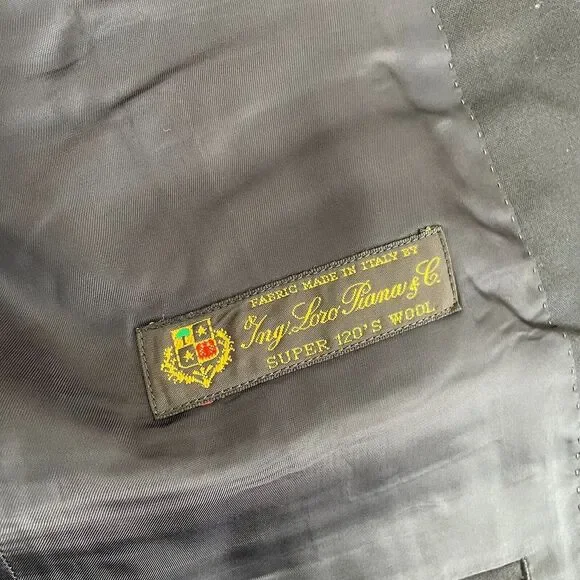 FABRIC MADE IN ITALY BY
Ing. Loro Piana & C.
SUPER 120'S WOOL